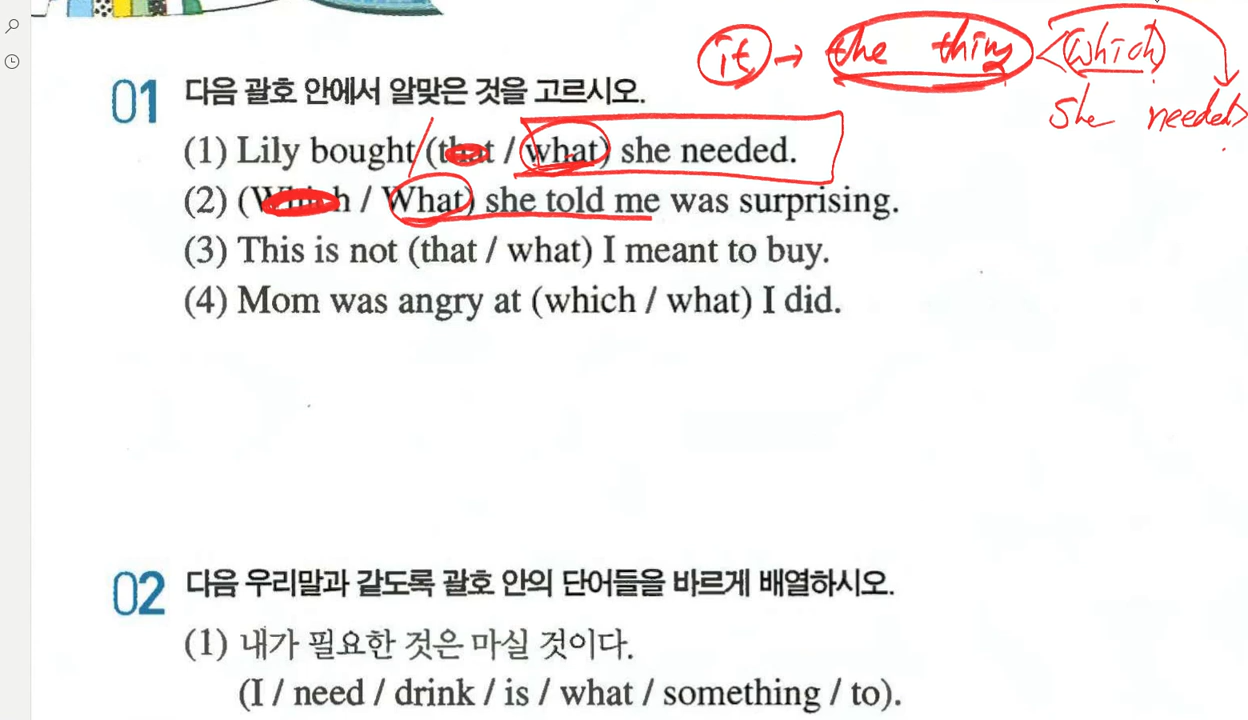 it → the thing <(which)
she needed>
01 다음 괄호 안에서 알맞은 것을 고르시오.
(1) Lily bought (that / what) she needed.
(2) (Which / What) she told me was surprising.
(3) This is not (that / what) I meant to buy.
(4) Mom was angry at (which / what) I did.
02 다음 우리말과 같도록 괄호 안의 단어들을 바르게 배열하시오.
(1) 내가 필요한 것은 마실 것이다.
(I / need / drink / is / what / something / to).